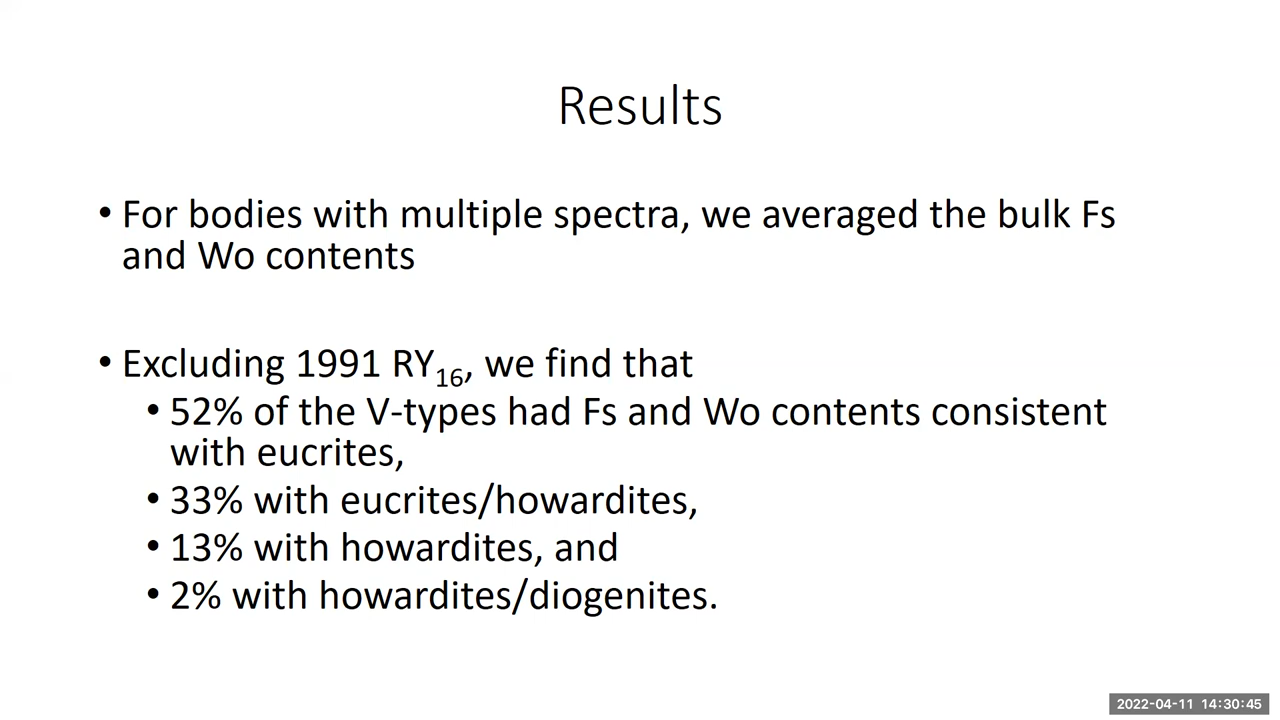 Results
• For bodies with multiple spectra, we averaged the bulk Fs
and Wo contents
• Excluding 1991 RY₁₆, we find that
• 52% of the V-types had Fs and Wo contents consistent
with eucrites,
• 33% with eucrites/howardites,
• 13% with howardites, and
• 2% with howardites/diogenites.
2022-04-11 14:30:45